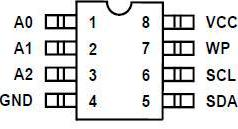 A0 1 8 VCC
A1 2 7 WP
A2 3 6 SCL
GND 4 5 SDA